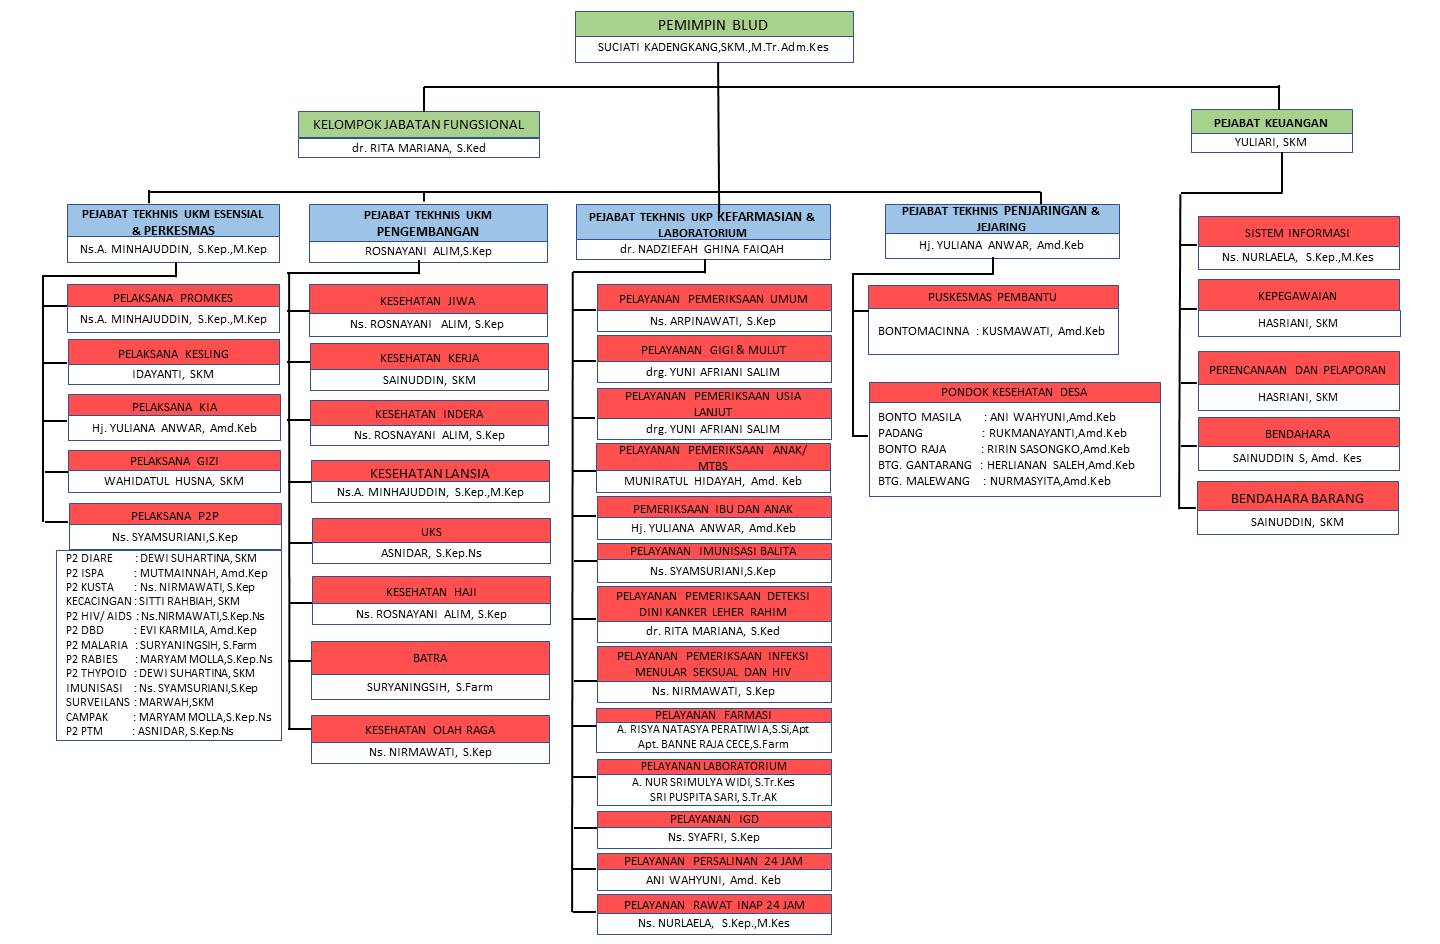 PEMIMPIN BLUD
SUCIATI KADENGKANG,SKM.,M.Tr.Adm.Kes
KELOMPOK JABATAN FUNGSIONAL
dr. RITA MARIANA, S.Ked
PEJABAT KEUANGAN
YULIARI, SKM
PEJABAT TEKHNIS UKM ESENSIAL
& PERKESMAS
Ns.A. MINHAJUDDIN, S.Kep.,M.Kep
PELAKSANA PROMKES
Ns.A. MINHAJUDDIN, S.Kep.,M.Kep
PELAKSANA KESLING
IDAYANTI, SKM
PELAKSANA KIA
Hj. YULIANA ANWAR, Amd.Keb
PELAKSANA GIZI
WAHIDATUL HUSNA, SKM
PELAKSANA P2P
Ns. SYAMSURIANI,S.Kep
P2 DIARE : DEWI SUHARTINA, SKM
P2 ISPA : MUTMAINNAH, Amd.Kep
P2 KUSTA : Ns. NIRMAWATI, S.Kep
KECACINGAN : SITTI RAHBIAH, SKM
P2 HIV/ AIDS : Ns.NIRMAWATI,S.Kep.Ns
P2 DBD : EVI KARMILA, Amd.Kep
P2 MALARIA : SURYANINGSIH, S.Farm
P2 RABIES : MARYAM MOLLA,S.Kep.Ns
P2 THYPOID : DEWI SUHARTINA, SKM
IMUNISASI : Ns. SYAMSURIANI,S.Kep
SURVEILANS : MARWAH,SKM
CAMPAK : MARYAM MOLLA,S.Kep.Ns
P2 PTM : ASNIDAR, S.Kep.Ns
PEJABAT TEKHNIS UKM
PENGEMBANGAN
ROSNAYANI ALIM,S.Kep
KESEHATAN JIWA
Ns. ROSNAYANI ALIM, S.Kep
KESEHATAN KERJA
SAINUDDIN, SKM
KESEHATAN INDERA
Ns. ROSNAYANI ALIM, S.Kep
KESEHATAN LANSIA
Ns.A. MINHAJUDDIN, S.Kep.,M.Kep
UKS
ASNIDAR, S.Kep.Ns
KESEHATAN HAJI
Ns. ROSNAYANI ALIM, S.Kep
BATRA
SURYANINGSIH, S.Farm
KESEHATAN OLAH RAGA
Ns. NIRMAWATI, S.Kep
PEJABAT TEKHNIS UKP KEFARMASIAN &
LABORATORIUM
dr. NADZIEFAH GHINA FAIQAH
PELAYANAN PEMERIKSAAN UMUM
Ns. ARPINAWATI, S.Kep
PELAYANAN GIGI & MULUT
drg. YUNI AFRIANI SALIM
PELAYANAN PEMERIKSAAN USIA
LANJUT
drg. YUNI AFRIANI SALIM
PELAYANAN PEMERIKSAAN ANAK/
MTBS
MUNIRATUL HIDAYAH, Amd. Keb
PEMERIKSAAN IBU DAN ANAK
Hj. YULIANA ANWAR, Amd.Keb
PELAYANAN IMUNISASI BALITA
Ns. SYAMSURIANI,S.Kep
PELAYANAN PEMERIKSAAN DETEKSI
DINI KANKER LEHER RAHIM
dr. RITA MARIANA, S.Ked
PELAYANAN PEMERIKSAAN INFEKSI
MENULAR SEKSUAL DAN HIV
Ns. NIRMAWATI, S.Kep
PELAYANAN FARMASI
A. RISYA NATASYA PERATIWI A,S.Si,Apt
Apt. BANNE RAJA CECE,S.Farm
PELAYANAN LABORATORIUM
A. NUR SRIMULYA WIDI, S.Tr.Kes
SRI PUSPITA SARI, S.Tr.AK
PELAYANAN IGD
Ns. SYAFRI, S.Kep
PELAYANAN PERSALINAN 24 JAM
ANI WAHYUNI, Amd. Keb
PELAYANAN RAWAT INAP 24 JAM
Ns. NURLAELA, S.Kep.,M.Kes
PEJABAT TEKHNIS PENJARINGAN &
JEJARING
Hj. YULIANA ANWAR, Amd.Keb
PUSKESMAS PEMBANTU
BONTOMACINNA : KUSMAWATI, Amd.Keb
PONDOK KESEHATAN DESA
BONTO MASILA : ANI WAHYUNI,Amd.Keb
PADANG : RUKMANAYANTI,Amd.Keb
BONTO RAJA : RIRIN SASONGKO,Amd.Keb
BTG. GANTARANG : HERLIANAN SALEH,Amd.Keb
BTG. MALEWANG : NURMASYITA,Amd.Keb
SISTEM INFORMASI
Ns. NURLAELA, S.Kep.,M.Kes
KEPEGAWAIAN
HASRIANI, SKM
PERENCANAAN DAN PELAPORAN
HASRIANI, SKM
BENDAHARA
SAINUDDIN S, Amd. Kes
BENDAHARA BARANG
SAINUDDIN, SKM